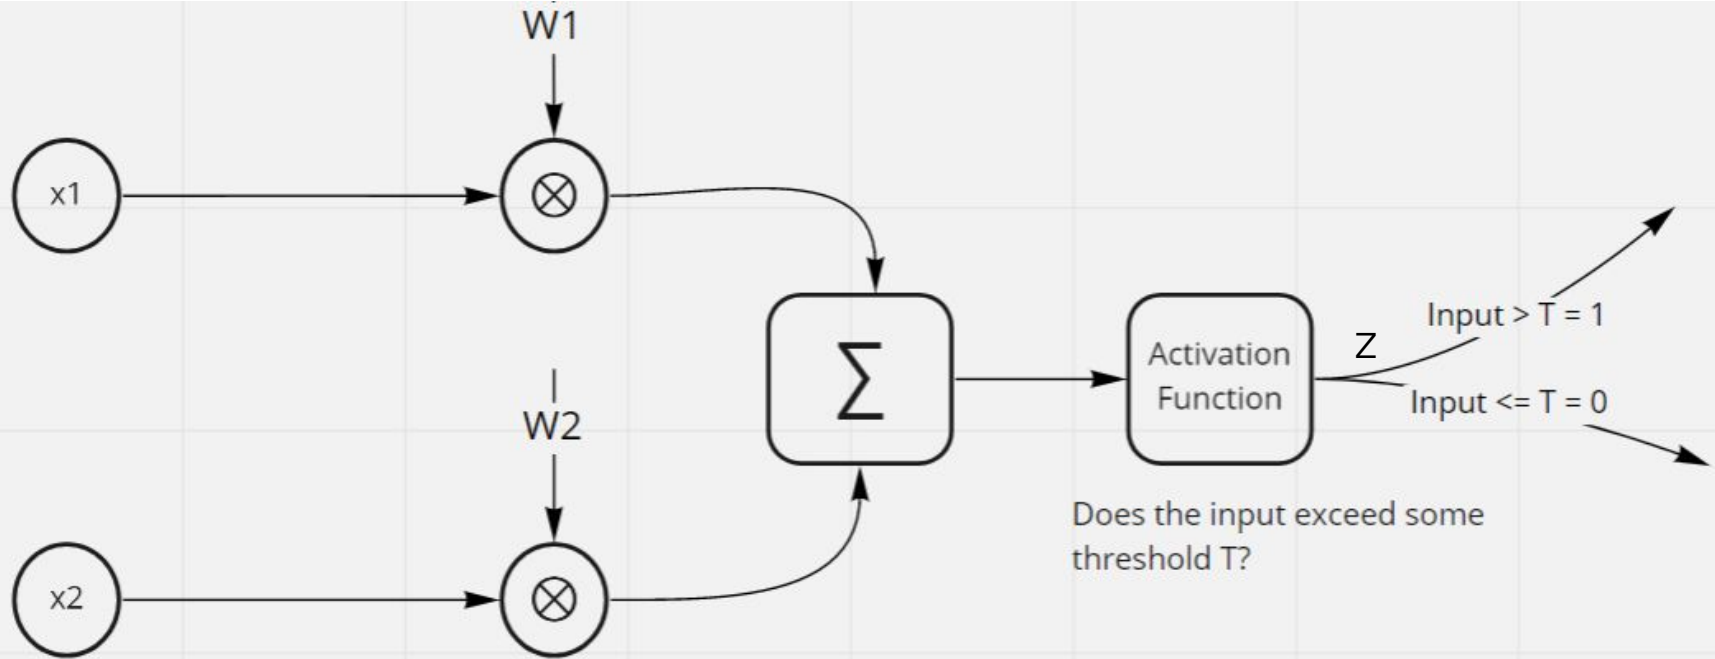 W1
x1
Σ
Activation
Function
Z
Input > T = 1
Input <= T = 0
W2
Does the input exceed some
threshold T?
x2